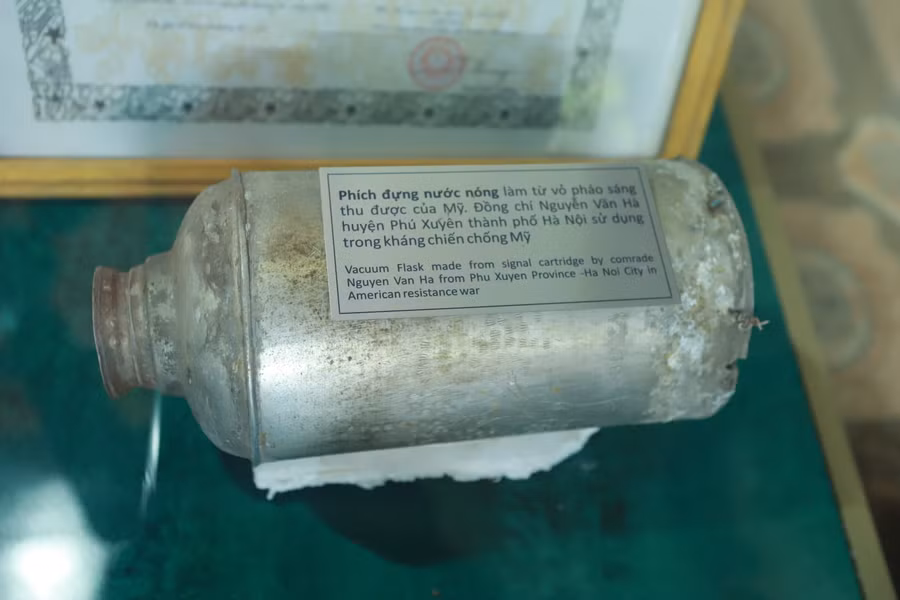 Phích đựng nước nóng làm từ vỏ pháo sáng
thu được của Mỹ. Đồng chí Nguyễn Văn Hà
huyện Phú Xuyên thành phố Hà Nội sử dụng
trong kháng chiến chống Mỹ
Vacuum Flask made from signal cartridge by comrade
Nguyen Van Ha from Phu Xuyen Province -Ha Noi City in
American resistance war